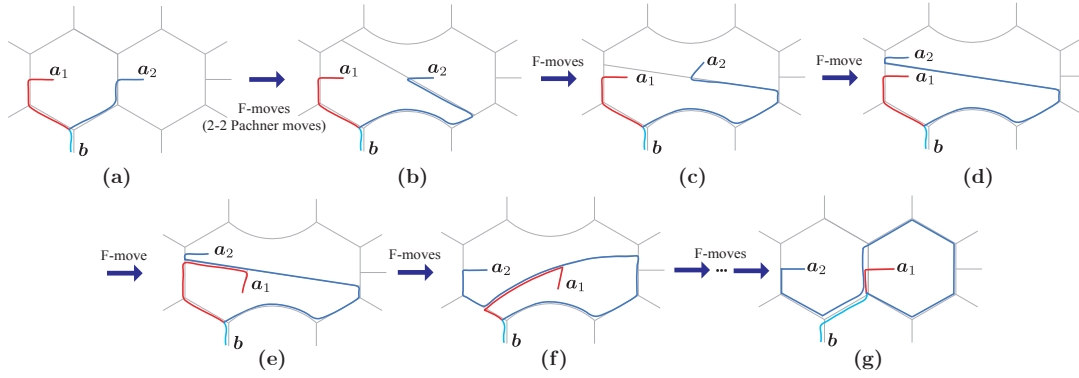 a1 a2 b
F-moves
(2-2 Pachner moves)
a1 a2 b
F-moves
a1 a2 b
F-move
a2 a1 b
(a) (b) (c) (d)
F-move
a2 a1 b
F-moves
a2 a1 b
F-moves
...
a2 a1 b
(e) (f) (g)